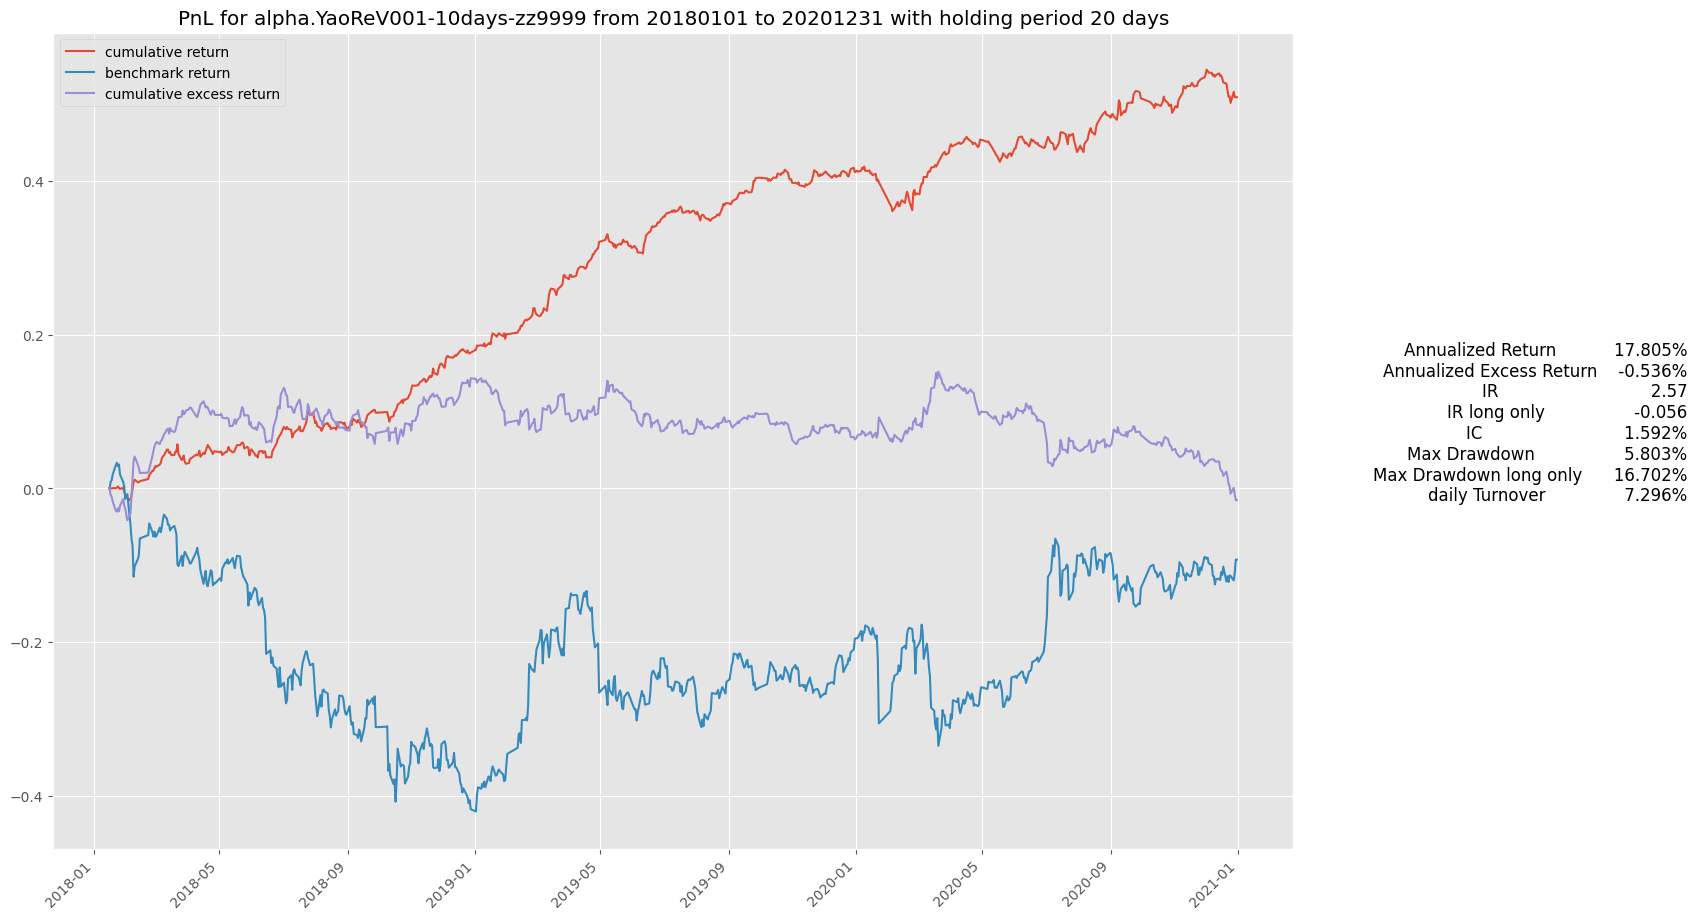 PnL for alpha.YaoReV001-10days-zz9999 from 20180101 to 20201231 with holding period 20 days
cumulative return
benchmark return
cumulative excess return
0.4
0.2
0.0
−0.2
−0.4
2018-01
2018-05
2018-09
2019-01
2019-05
2019-09
2020-01
2020-05
2020-09
2021-01
Annualized Return 17.805%
Annualized Excess Return -0.536%
IR 2.57
IR long only -0.056
IC 1.592%
Max Drawdown 5.803%
Max Drawdown long only 16.702%
daily Turnover 7.296%